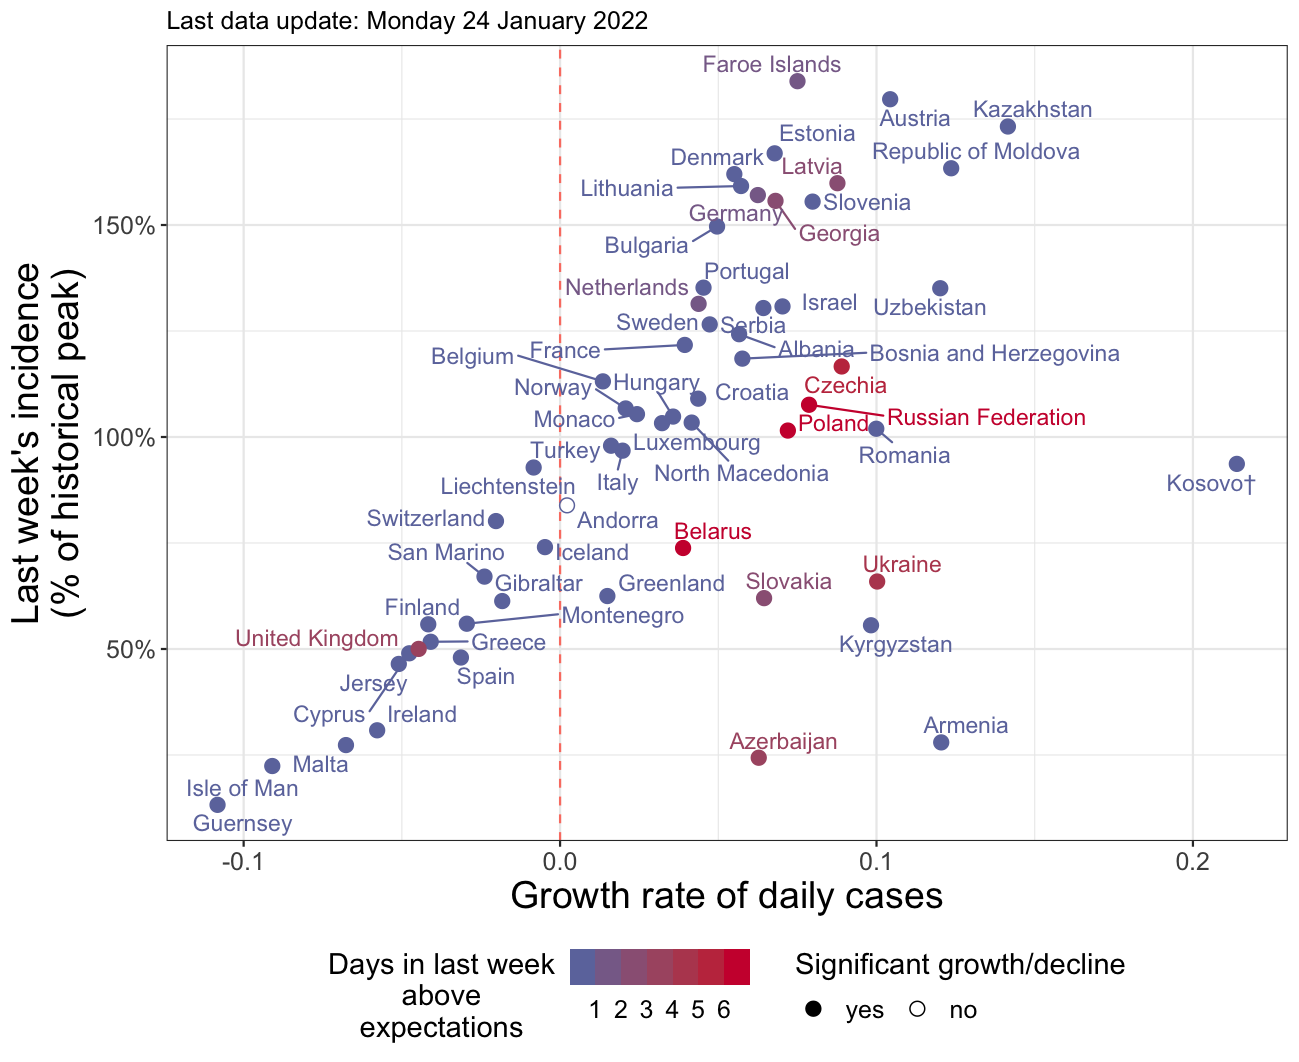 Last data update: Monday 24 January 2022
Faroe Islands
Austria
Kazakhstan
Estonia
Denmark
Republic of Moldova
Latvia
Lithuania
Slovenia
Germany
Georgia
150%
Bulgaria
Portugal
Netherlands
Israel
Uzbekistan
Sweden
Serbia
France
Albania
Bosnia and Herzegovina
Belgium
Norway
Hungary
Croatia
Czechia
Monaco
Russian Federation
Poland
100%
Luxembourg
Turkey
Romania
North Macedonia
Italy
Kosovo†
Liechtenstein
Switzerland
Andorra
Belarus
San Marino
Iceland
Ukraine
Gibraltar
Greenland
Slovakia
Finland
Montenegro
United Kingdom
Greece
Kyrgyzstan
50%
Spain
Jersey
Cyprus
Ireland
Armenia
Azerbaijan
Malta
Isle of Man
Guernsey
Last week's incidence
(% of historical peak)
-0.1 0.0 0.1 0.2
Growth rate of daily cases
Days in last week
above
expectations
1 2 3 4 5 6
Significant growth/decline
yes no